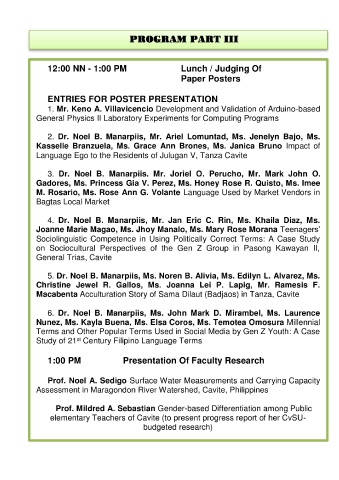 PROGRAM PART III
12:00 NN - 1:00 PM Lunch / Judging Of
Paper Posters
ENTRIES FOR POSTER PRESENTATION
1. Mr. Keno A. Villavicencio Development and Validation of Arduino-based
General Physics II Laboratory Experiments for Computing Programs
2. Dr. Noel B. Manarpiis, Mr. Ariel Lomuntad, Ms. Jenelyn Bajo, Ms.
Kasselle Branzuela, Ms. Grace Ann Brones, Ms. Janica Bruno Impact of
Language Ego to the Residents of Julugan V, Tanza Cavite
3. Dr. Noel B. Manarpiis. Mr. Joriel O. Perucho, Mr. Mark John O.
Gadores, Ms. Princess Gia V. Perez, Ms. Honey Rose R. Quisto, Ms. Imee
M. Rosario, Ms. Rose Ann G. Volante Language Used by Market Vendors in
Bagtas Local Market
4. Dr. Noel B. Manarpiis, Mr. Jan Eric C. Rin, Ms. Khaila Diaz, Ms.
Joanne Marie Magao, Ms. Jhoy Manalo, Ms. Mary Rose Morana Teenagers'
Sociolinguistic Competence in Using Politically Correct Terms: A Case Study
on Sociocultural Perspectives of the Gen Z Group in Pasong Kawayan II,
General Trias, Cavite
5. Dr. Noel B. Manarpiis, Ms. Noren B. Alivia, Ms. Edilyn L. Alvarez, Ms.
Christine Jewel R. Gallos, Ms. Joanna Lei P. Lapig, Mr. Ramesis F.
Macabenta Acculturation Story of Sama Dilaut (Badjaos) in Tanza, Cavite
6. Dr. Noel B. Manarpiis, Ms. John Mark D. Mirambel, Ms. Laurence
Nunez, Ms. Kayla Buena, Ms. Elsa Coros, Ms. Temotea Omosura Millennial
Terms and Other Popular Terms Used in Social Media by Gen Z Youth: A Case
Study of 21st Century Filipino Language Terms
1:00 PM Presentation Of Faculty Research
Prof. Noel A. Sedigo Surface Water Measurements and Carrying Capacity
Assessment in Maragondon River Watershed, Cavite, Philippines
Prof. Mildred A. Sebastian Gender-based Differentiation among Public
elementary Teachers of Cavite (to present progress report of her CvSU-
budgeted research)